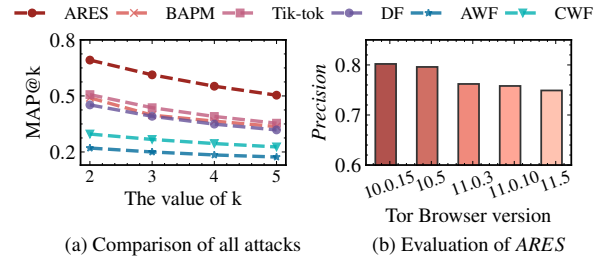 ARES BAPM Tik-tok DF AWF CWF
MAP@k
0.8
0.5
0.2
2 3 4 5
The value of k
(a) Comparison of all attacks
Precision
0.8
0.7
0.6
10.0.15 10.5 11.0.3 11.0.10 11.5
Tor Browser version
(b) Evaluation of ARES